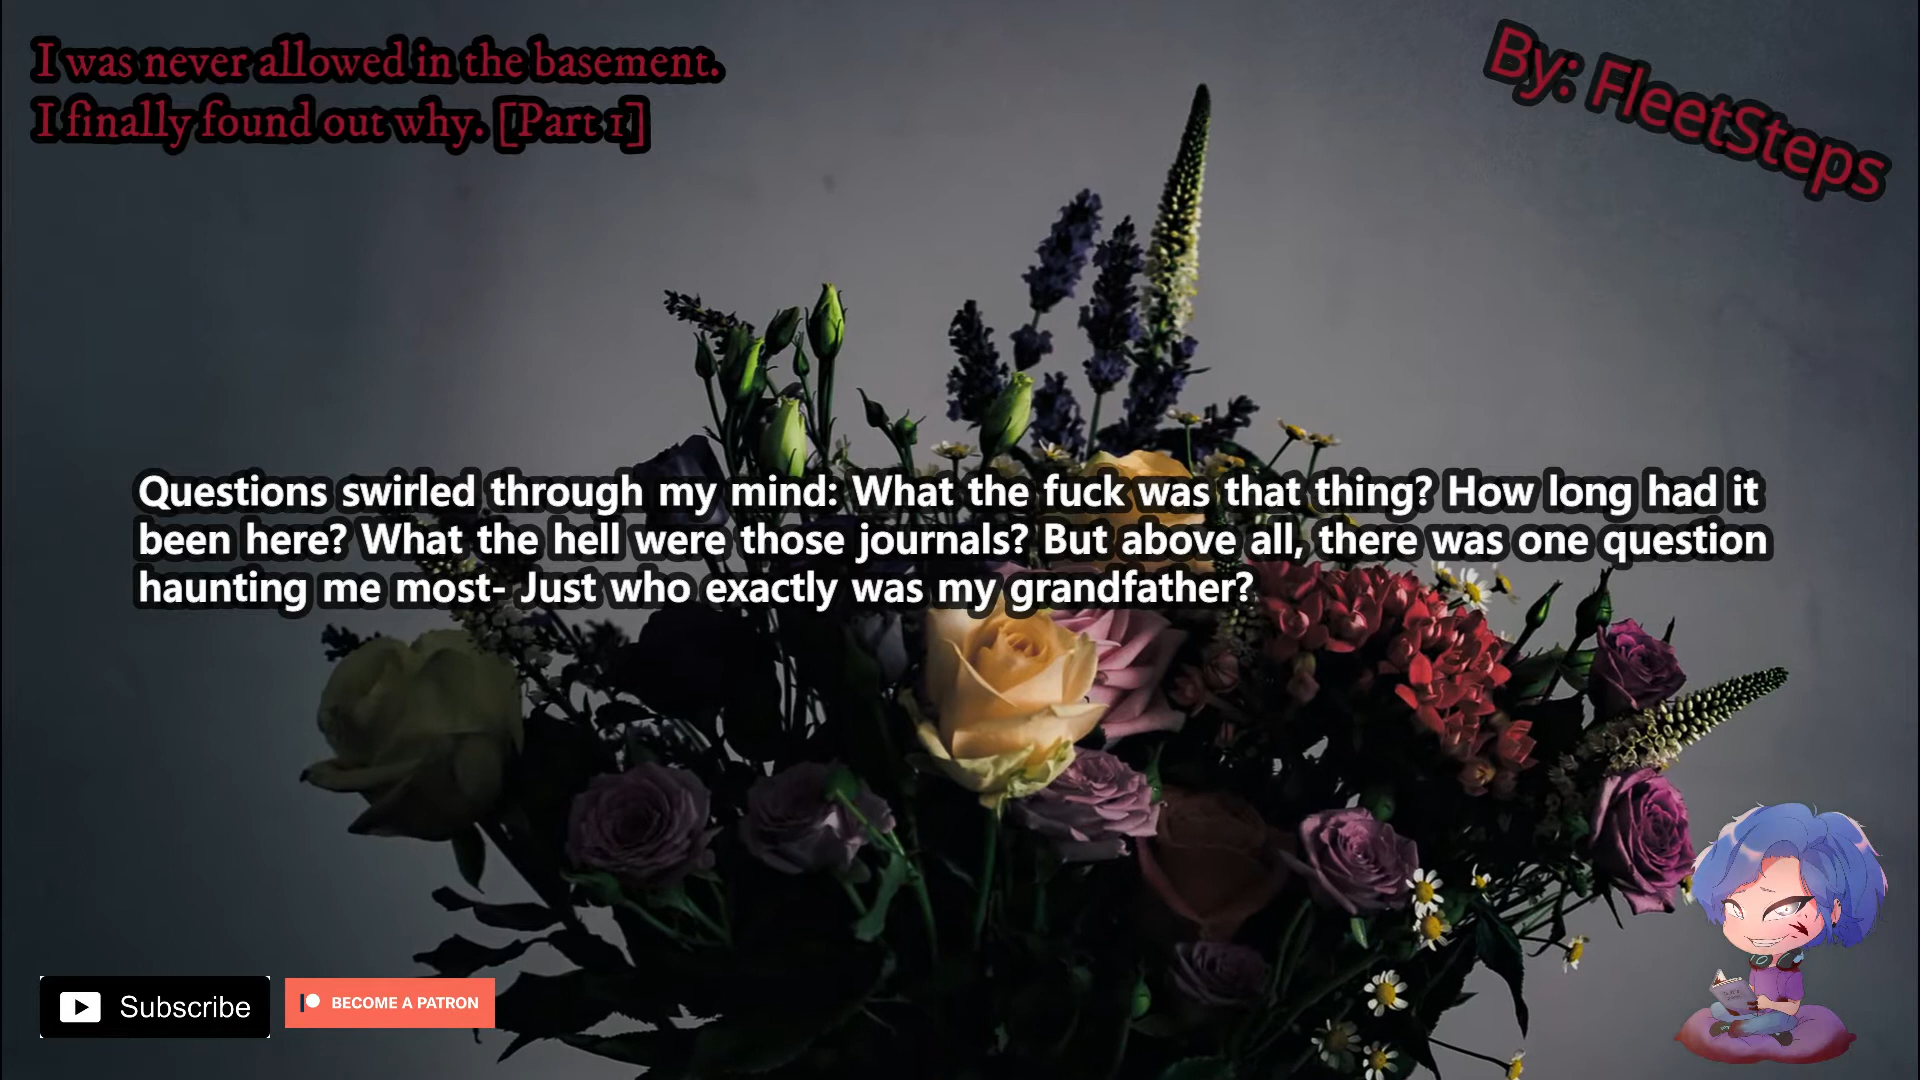 I was never allowed in the basement.
I finally found out why. [Part 1]
By: FleetSteps
Questions swirled through my mind: What the fuck was that thing? How long had it
been here? What the hell were those journals? But above all, there was one question
haunting me most- Just who exactly was my grandfather?
Subscribe
BECOME A PATRON